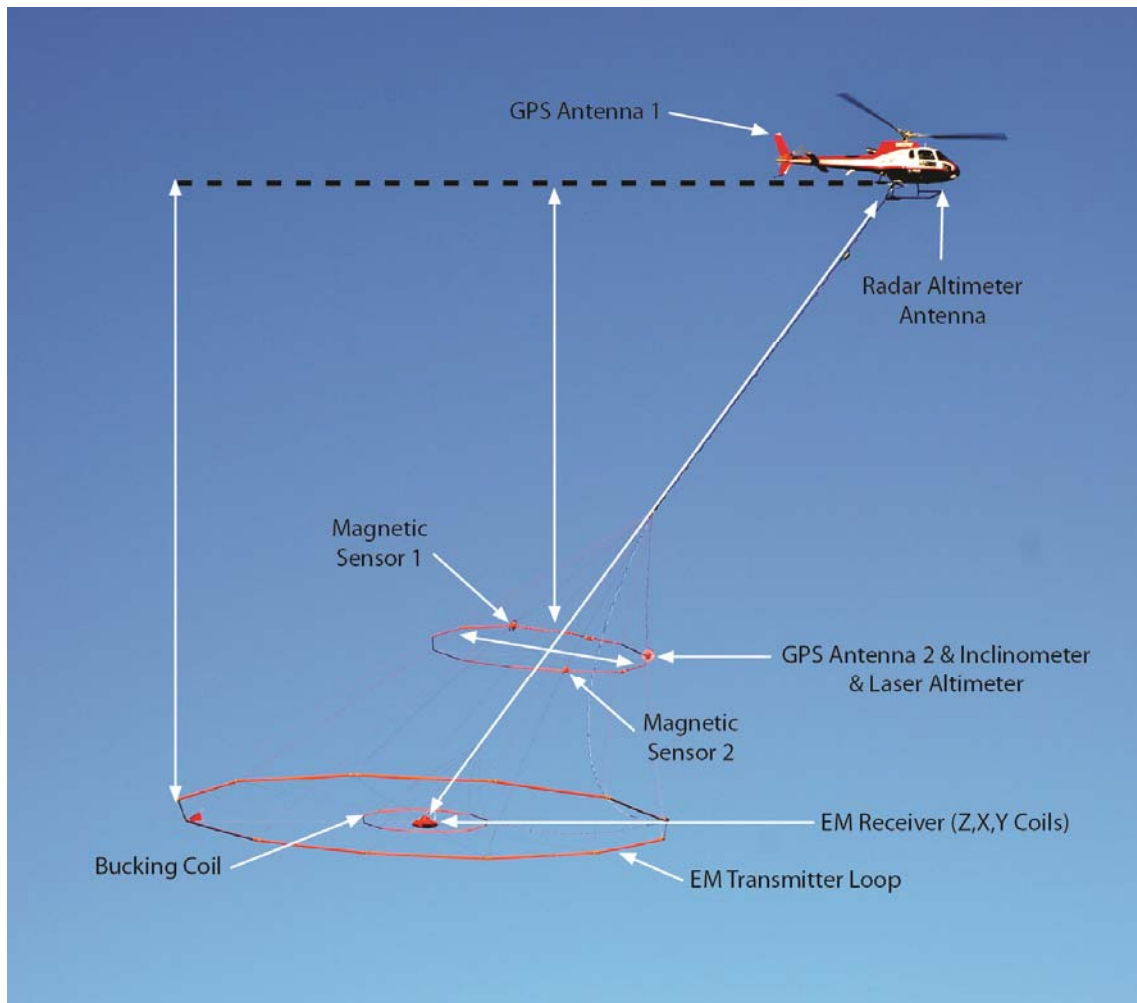 GPS Antenna 1
Radar Altimeter
Antenna
Magnetic
Sensor 1
GPS Antenna 2 & Inclinometer
& Laser Altimeter
Magnetic
Sensor 2
EM Receiver (Z,X,Y Coils)
Bucking Coil
EM Transmitter Loop